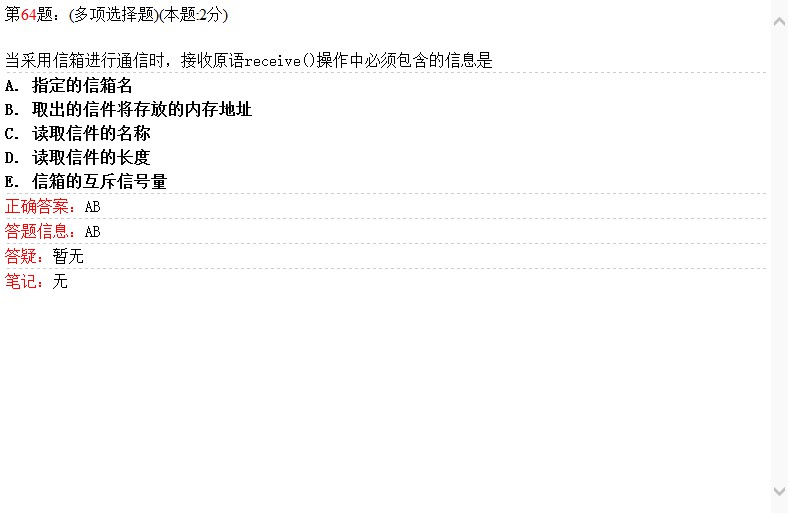 第64题: (多项选择题)(本题:2分)
当采用信箱进行通信时，接收原语receive()操作中必须包含的信息是
A. 指定的信箱名
B. 取出的信件将存放的内存地址
C. 读取信件的名称
D. 读取信件的长度
E. 信箱的互斥信号量
正确答案: AB
答题信息: AB
答疑: 暂无
笔记: 无